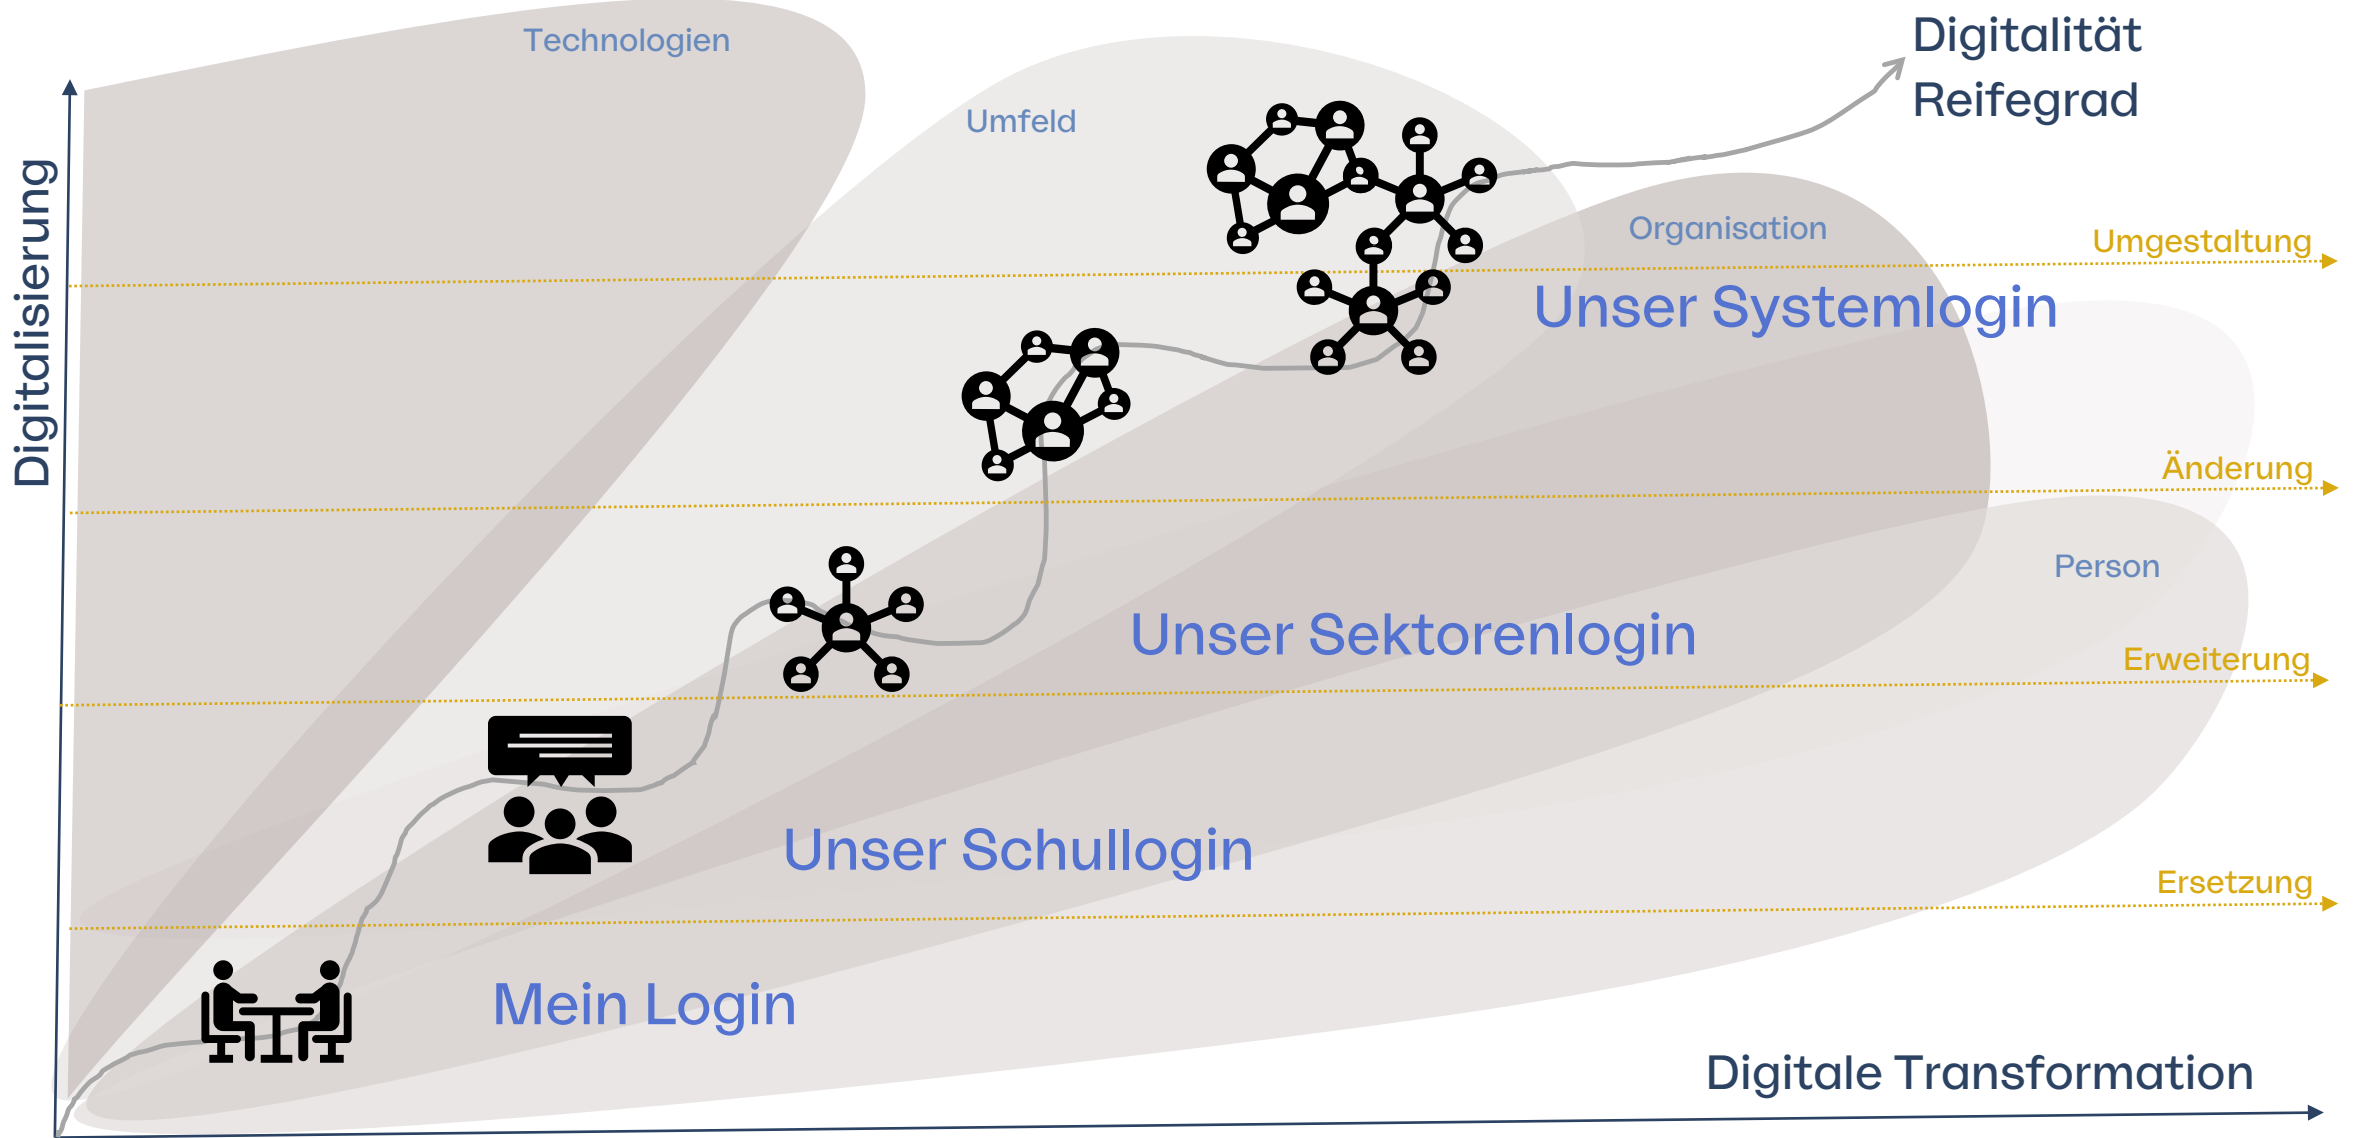 Technologien
Digitalität
Reifegrad
Umfeld
Organisation
Umgestaltung
Digitalisierung
Unser Systemlogin
Änderung
Person
Unser Sektorenlogin
Erweiterung
Unser Schullogin
Ersetzung
Mein Login
Digitale Transformation